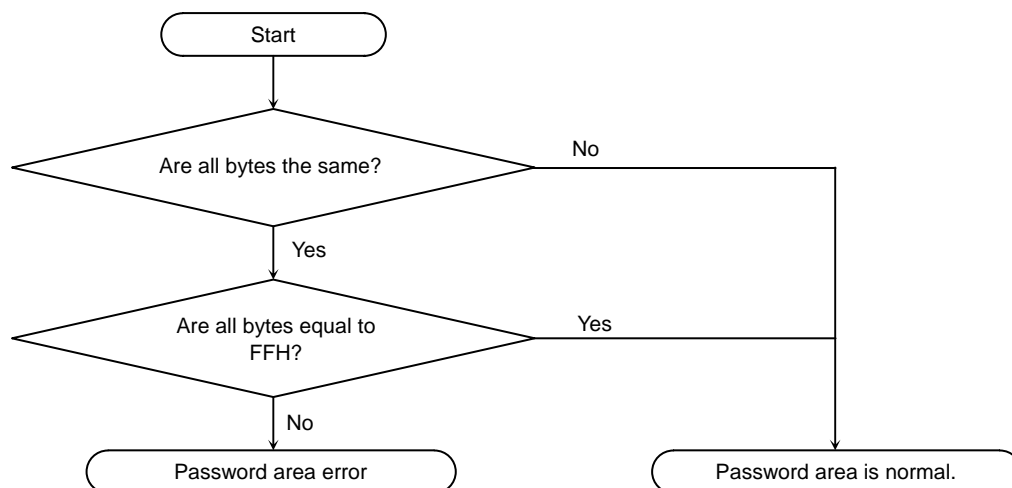 Start
Are all bytes the same?
No
Yes
Are all bytes equal to
FFH?
Yes
No
Password area error
Password area is normal.